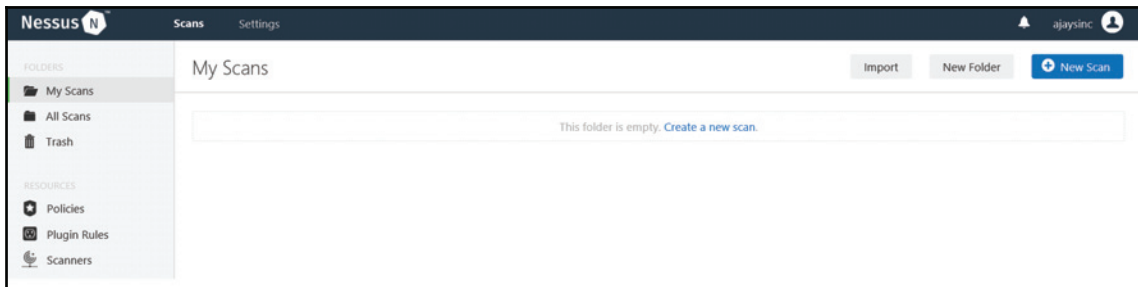 Nessus N ™ Scans Settings ajaysinc
FOLDERS
My Scans
All Scans
Trash
RESOURCES
Policies
Plugin Rules
Scanners
My Scans Import New Folder New Scan
This folder is empty. Create a new scan.